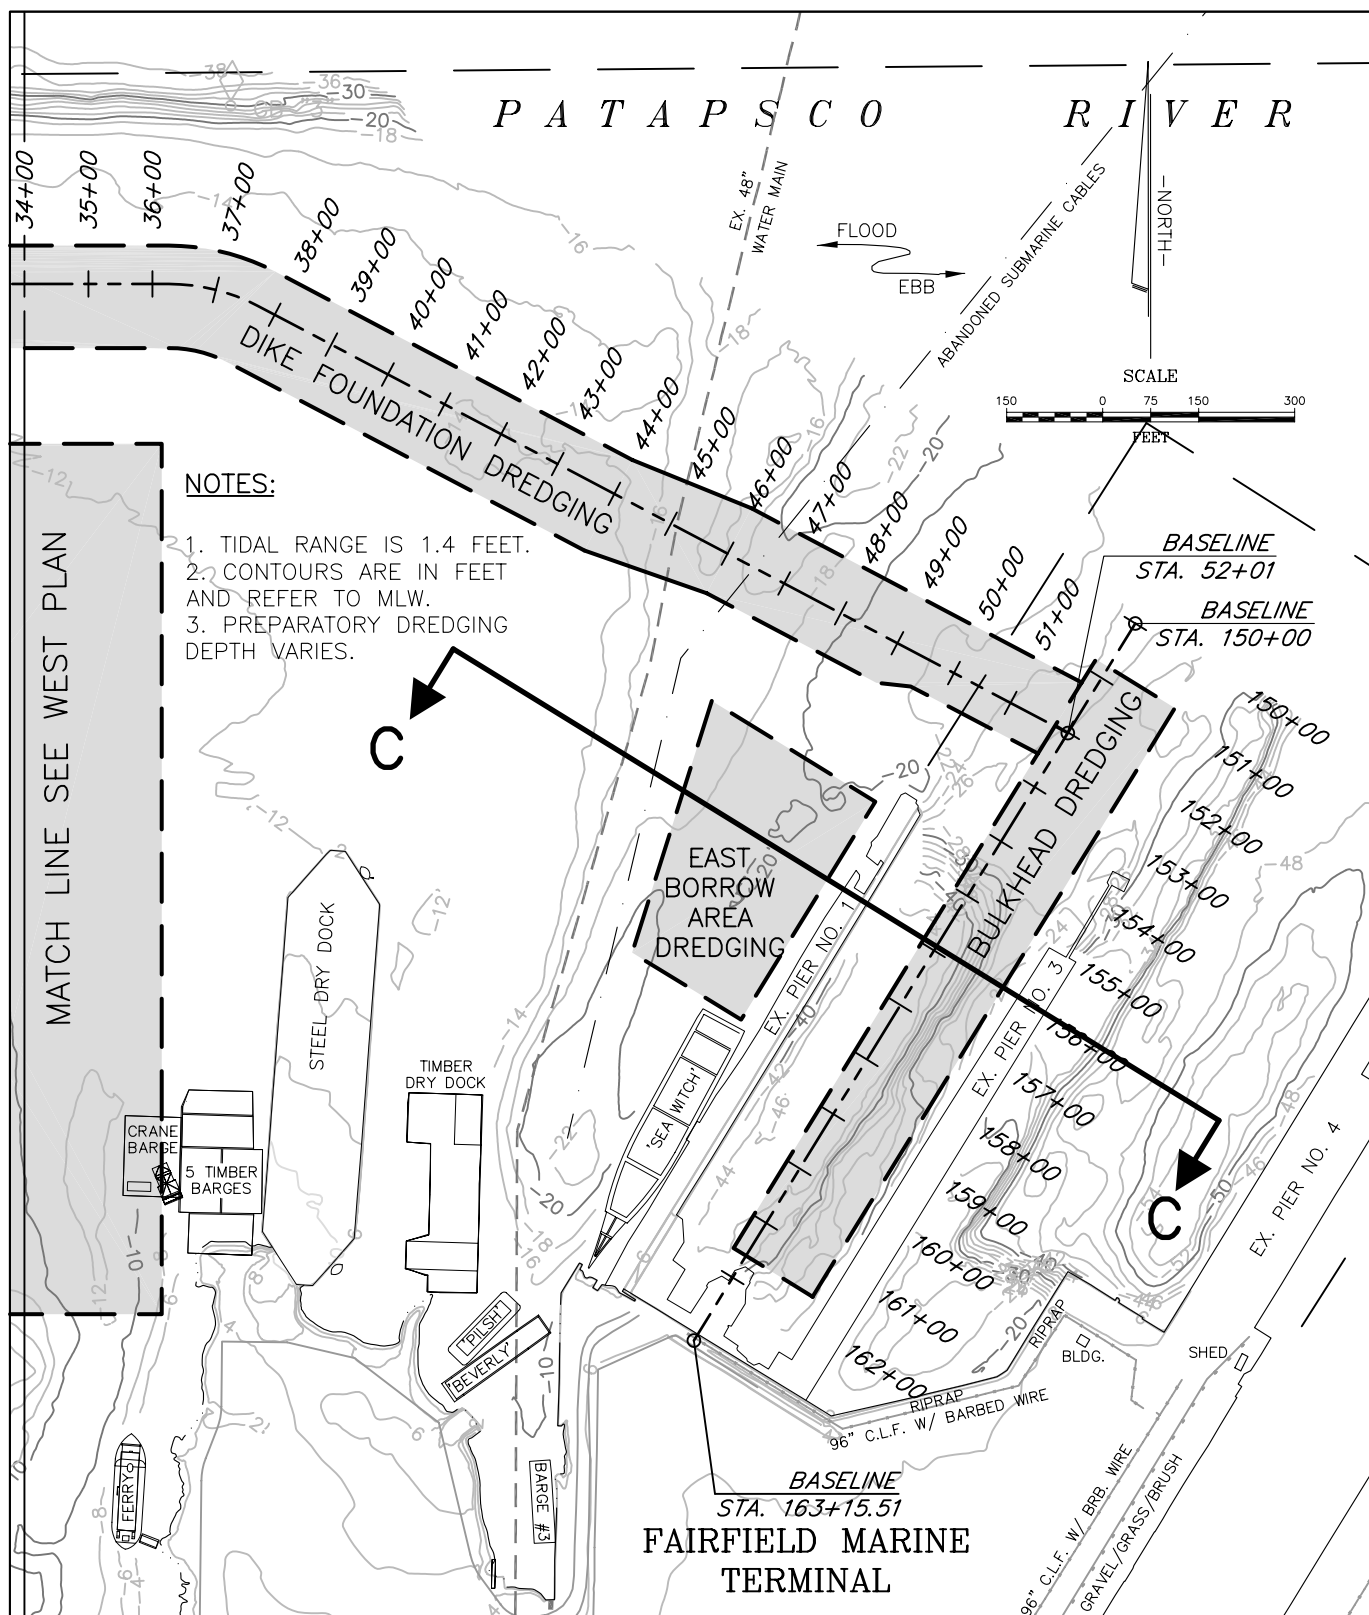 PATAPSCO RIVER
-38
-36
-30
-20
-18
-14
-16
34+00
35+00
36+00
37+00
38+00
39+00
40+00
41+00
42+00
43+00
44+00
45+00
46+00
47+00
48+00
49+00
50+00
51+00
EX. 48"
WATER MAIN
FLOOD
EBB
ABANDONED SUBMARINE CABLES
-NORTH-
SCALE
150 0 75 150 300
FEET
DIKE FOUNDATION DREDGING
NOTES:
1. TIDAL RANGE IS 1.4 FEET.
2. CONTOURS ARE IN FEET
AND REFER TO MLW.
3. PREPARATORY DREDGING
DEPTH VARIES.
MATCH LINE SEE WEST PLAN
BASELINE
STA. 52+01
BASELINE
STA. 150+00
C
EAST
BORROW
AREA
DREDGING
BULKHEAD DREDGING
150+00
151+00
152+00
153+00
154+00
155+00
156+00
157+00
158+00
159+00
160+00
161+00
162+00
EX. PIER NO. 1
EX. PIER NO. 3
EX. PIER NO. 4
STEEL DRY DOCK
TIMBER
DRY DOCK
CRANE
BARGE
5 TIMBER
BARGES
'SEA WITCH'
'PILSH'
'BEVERLY
BARGE #3
FERRY
C
RIPRAP
RIPRAP
BLDG.
SHED
96" C.L.F. W/ BARBED WIRE
96" C.L.F. W/ BRB. WIRE
GRAVEL/GRASS/BRUSH
BASELINE
STA. 163+15.51
FAIRFIELD MARINE
TERMINAL